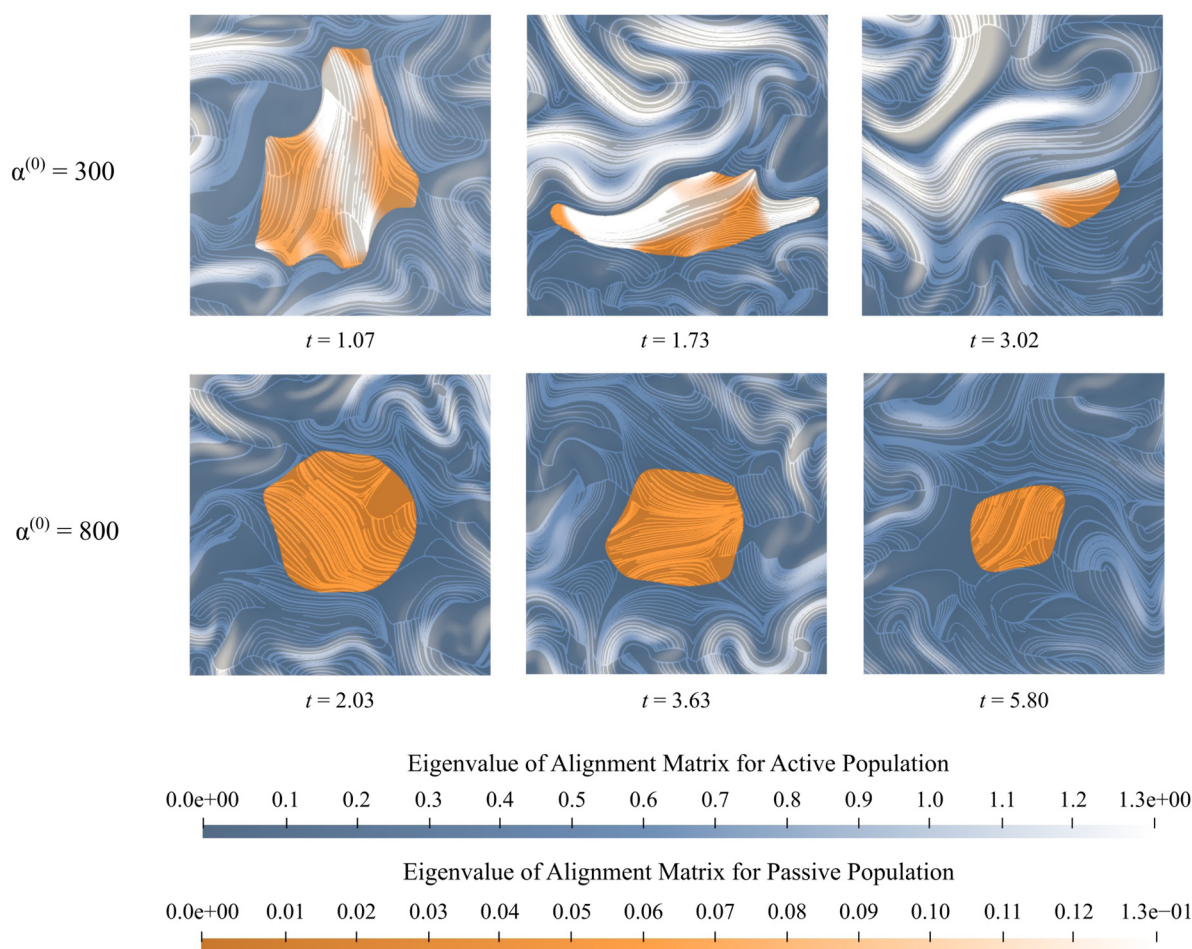 α⁽⁰⁾ = 300
t = 1.07 t = 1.73 t = 3.02
α⁽⁰⁾ = 800
t = 2.03 t = 3.63 t = 5.80
Eigenvalue of Alignment Matrix for Active Population
0.0e+00 0.1 0.2 0.3 0.4 0.5 0.6 0.7 0.8 0.9 1.0 1.1 1.2 1.3e+00
Eigenvalue of Alignment Matrix for Passive Population
0.0e+00 0.01 0.02 0.03 0.04 0.05 0.06 0.07 0.08 0.09 0.10 0.11 0.12 1.3e−01